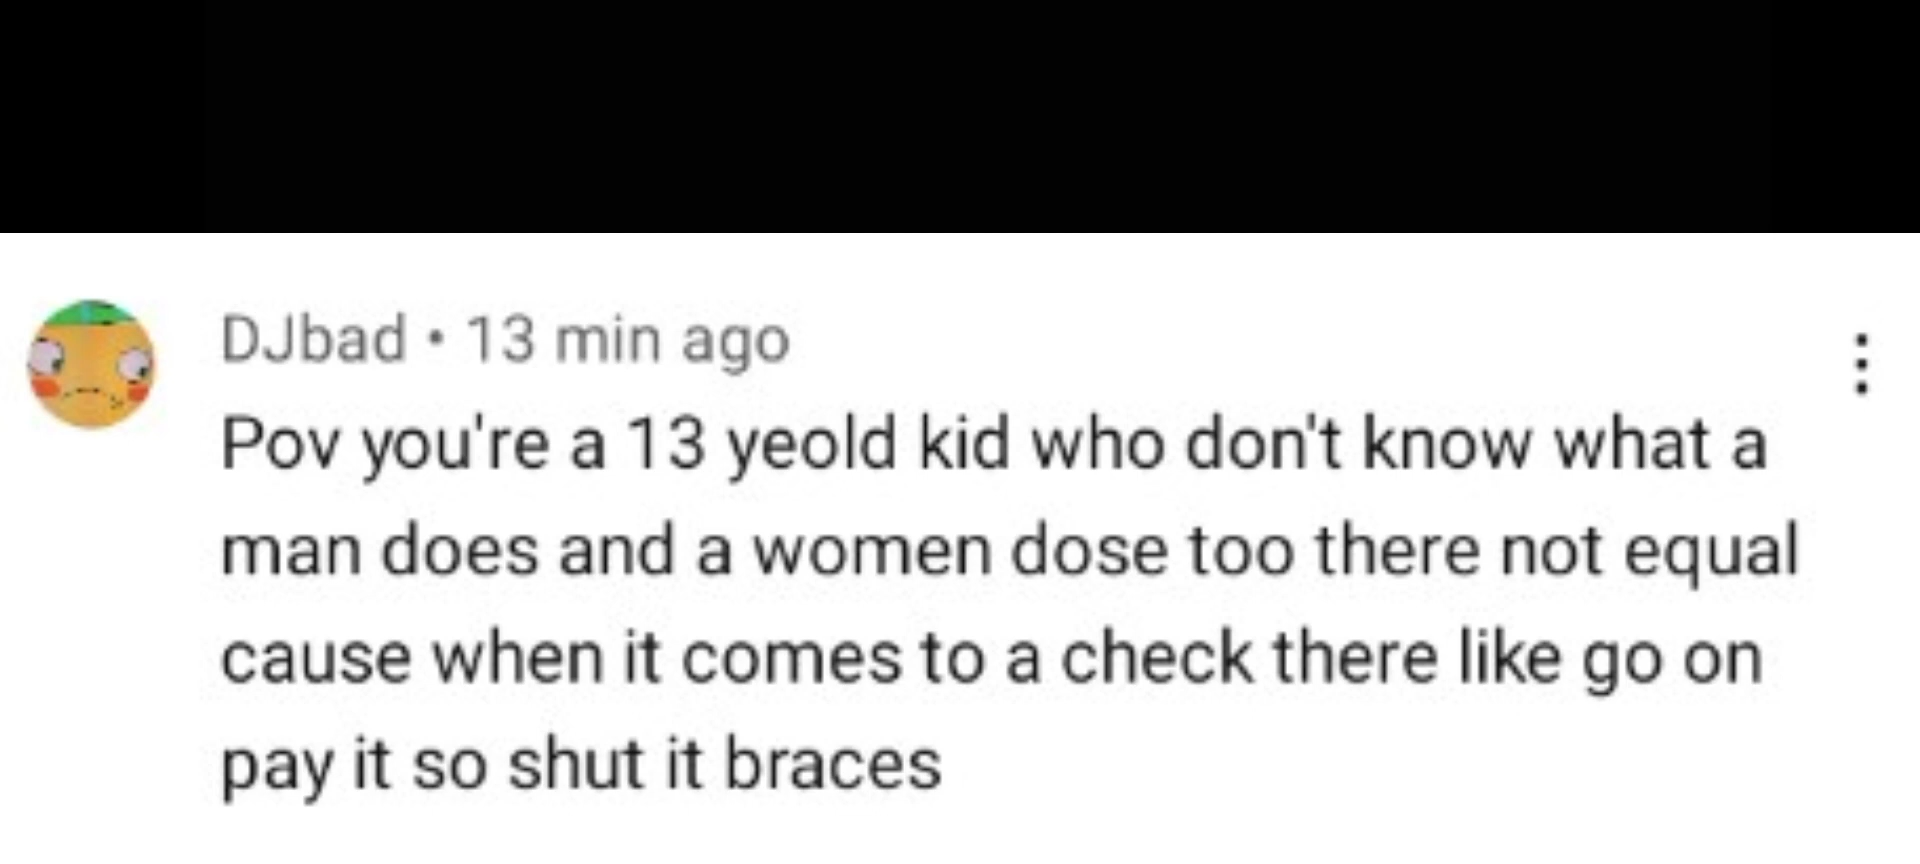 DJbad • 13 min ago
Pov you're a 13 yeold kid who don't know what a
man does and a women dose too there not equal
cause when it comes to a check there like go on
pay it so shut it braces